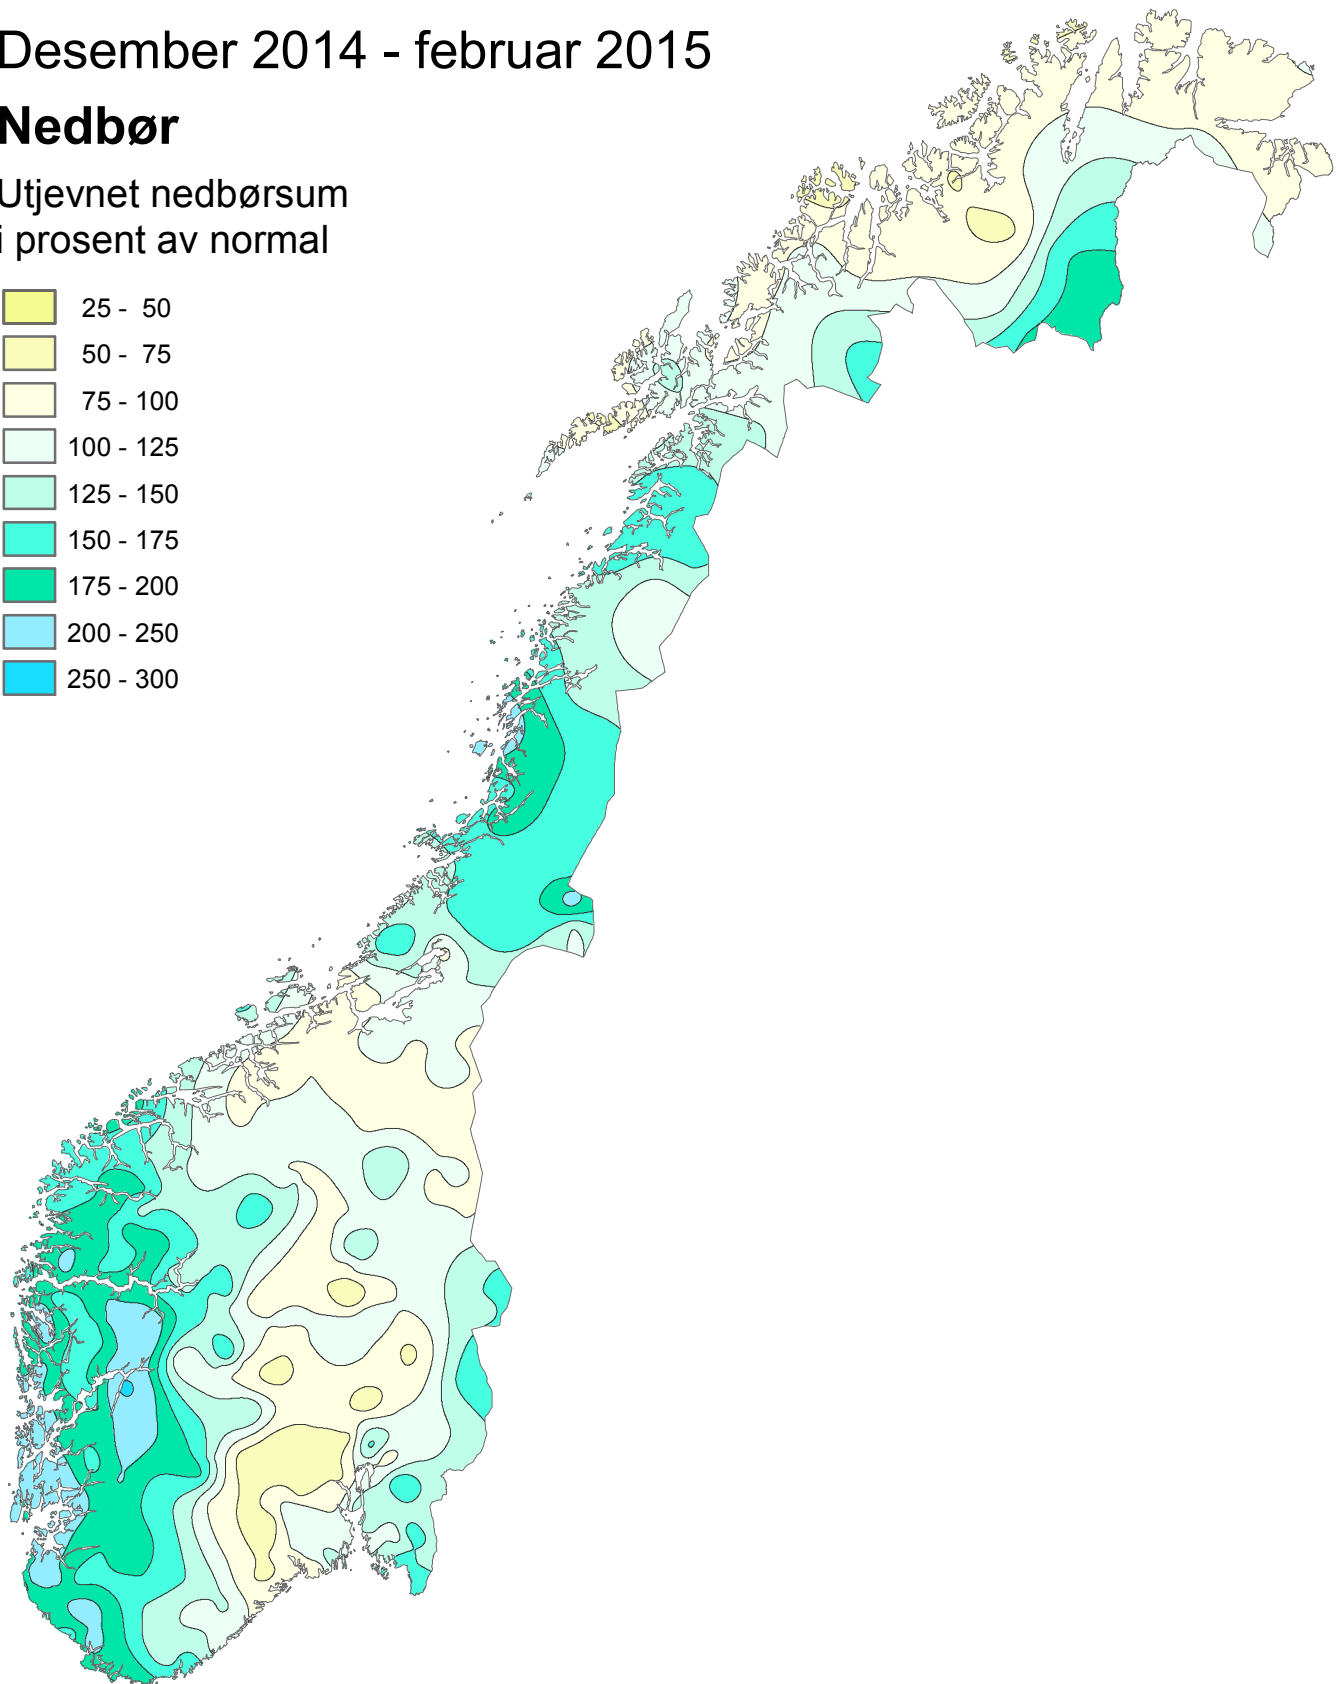 Desember 2014 - februar 2015
Nedbør
Utjevnet nedbørsum
i prosent av normal
25 - 50
50 - 75
75 - 100
100 - 125
125 - 150
150 - 175
175 - 200
200 - 250
250 - 300